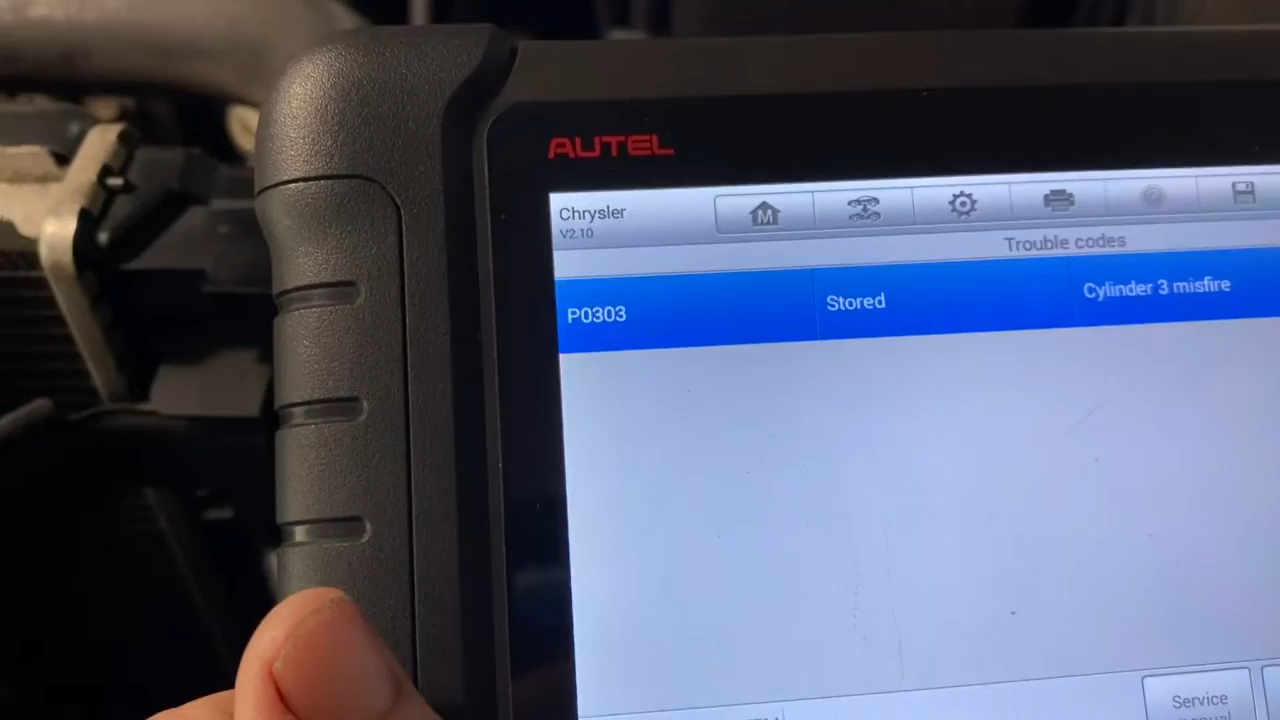 AUTEL
Chrysler
V2.10
M
Trouble codes
P0303 Stored Cylinder 3 misfire
Service